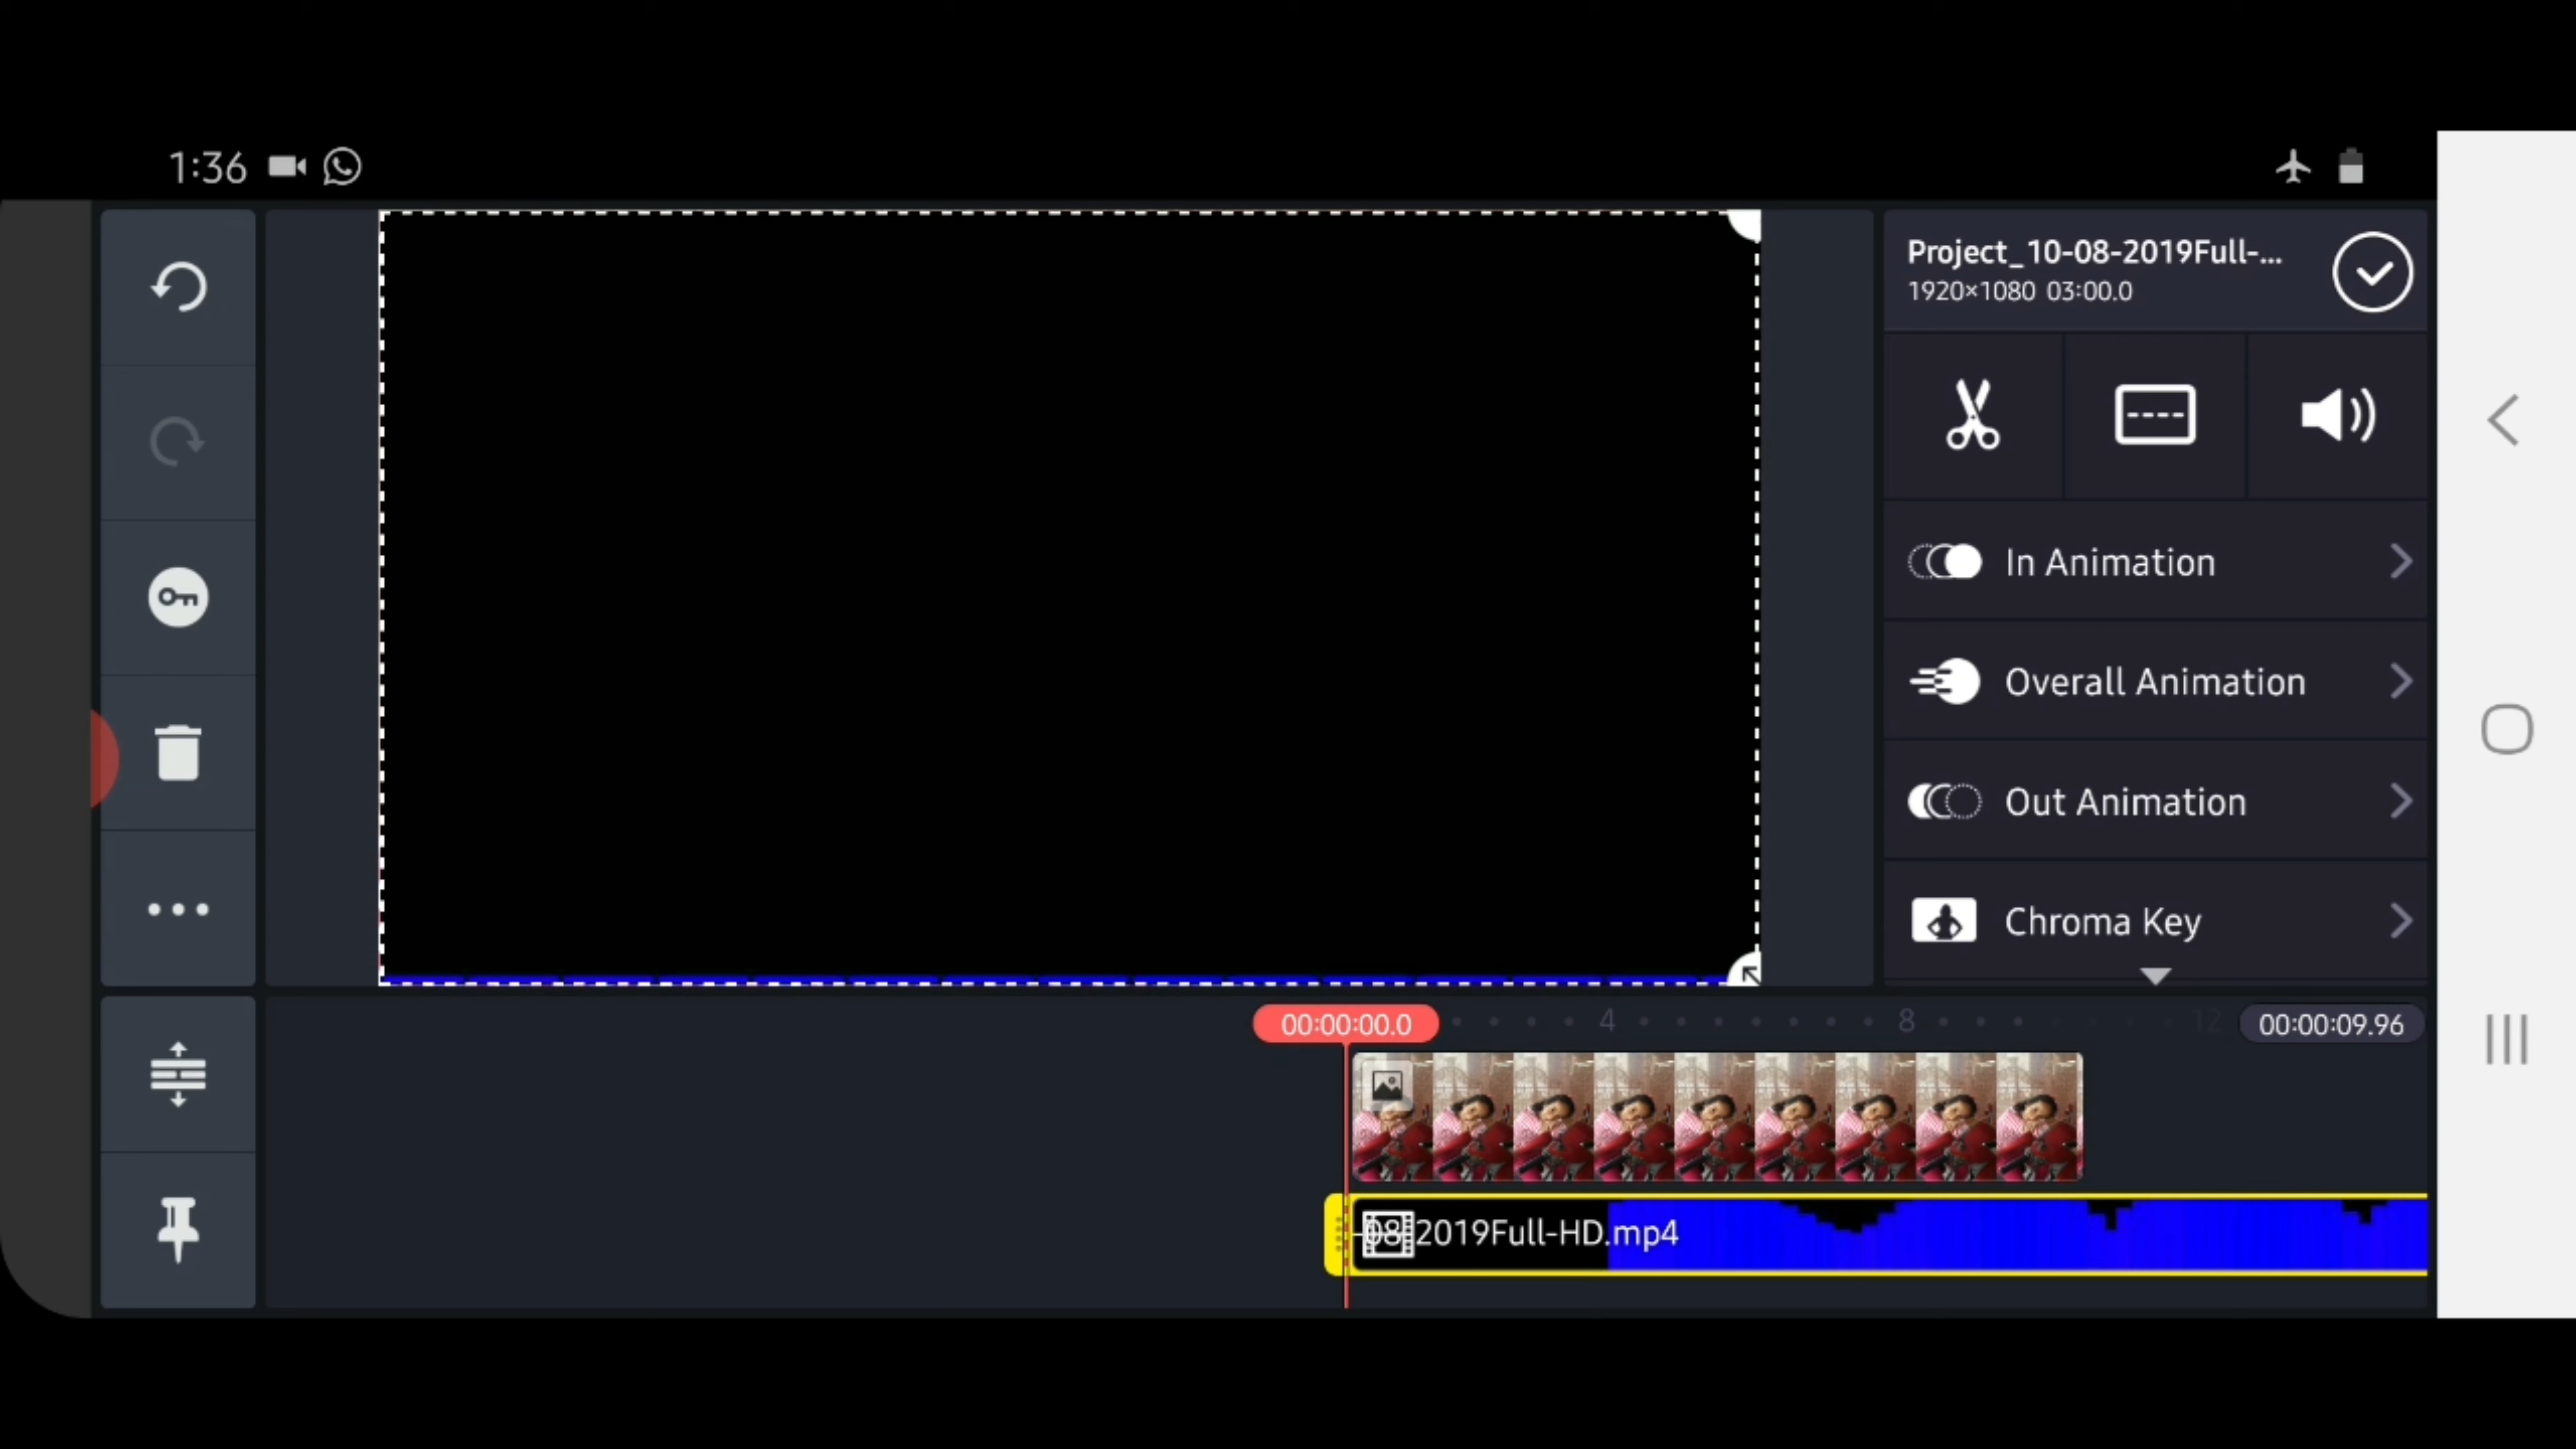 1:36
Project_10-08-2019Full-...
1920×1080 03:00.0
In Animation
Overall Animation
Out Animation
Chroma Key
00:00:00.0
4
8
12
00:00:09.96
-08-2019Full-HD.mp4